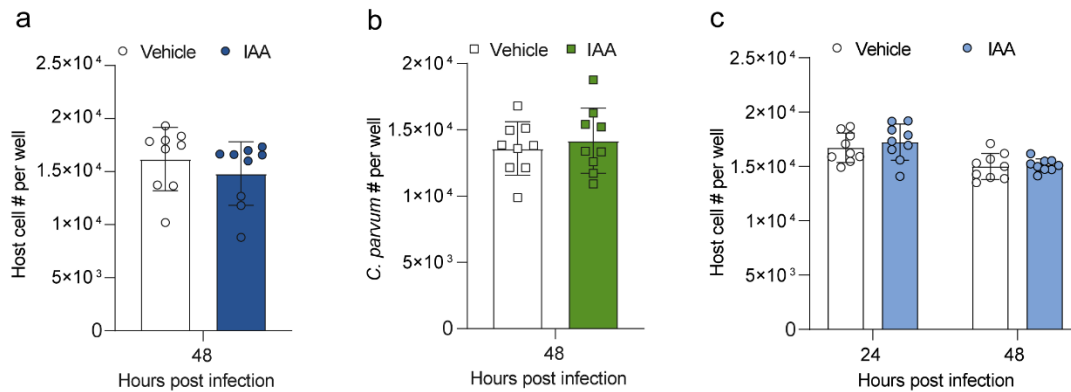 a
Vehicle IAA
Host cell # per well
2.5×10⁴
2×10⁴
1.5×10⁴
1×10⁴
5×10³
0
48
Hours post infection
b
Vehicle IAA
C. parvum # per well
2×10⁴
1.5×10⁴
1×10⁴
5×10³
0
48
Hours post infection
c
Vehicle IAA
Host cell # per well
2.5×10⁴
2×10⁴
1.5×10⁴
1×10⁴
5×10³
0
24 48
Hours post infection